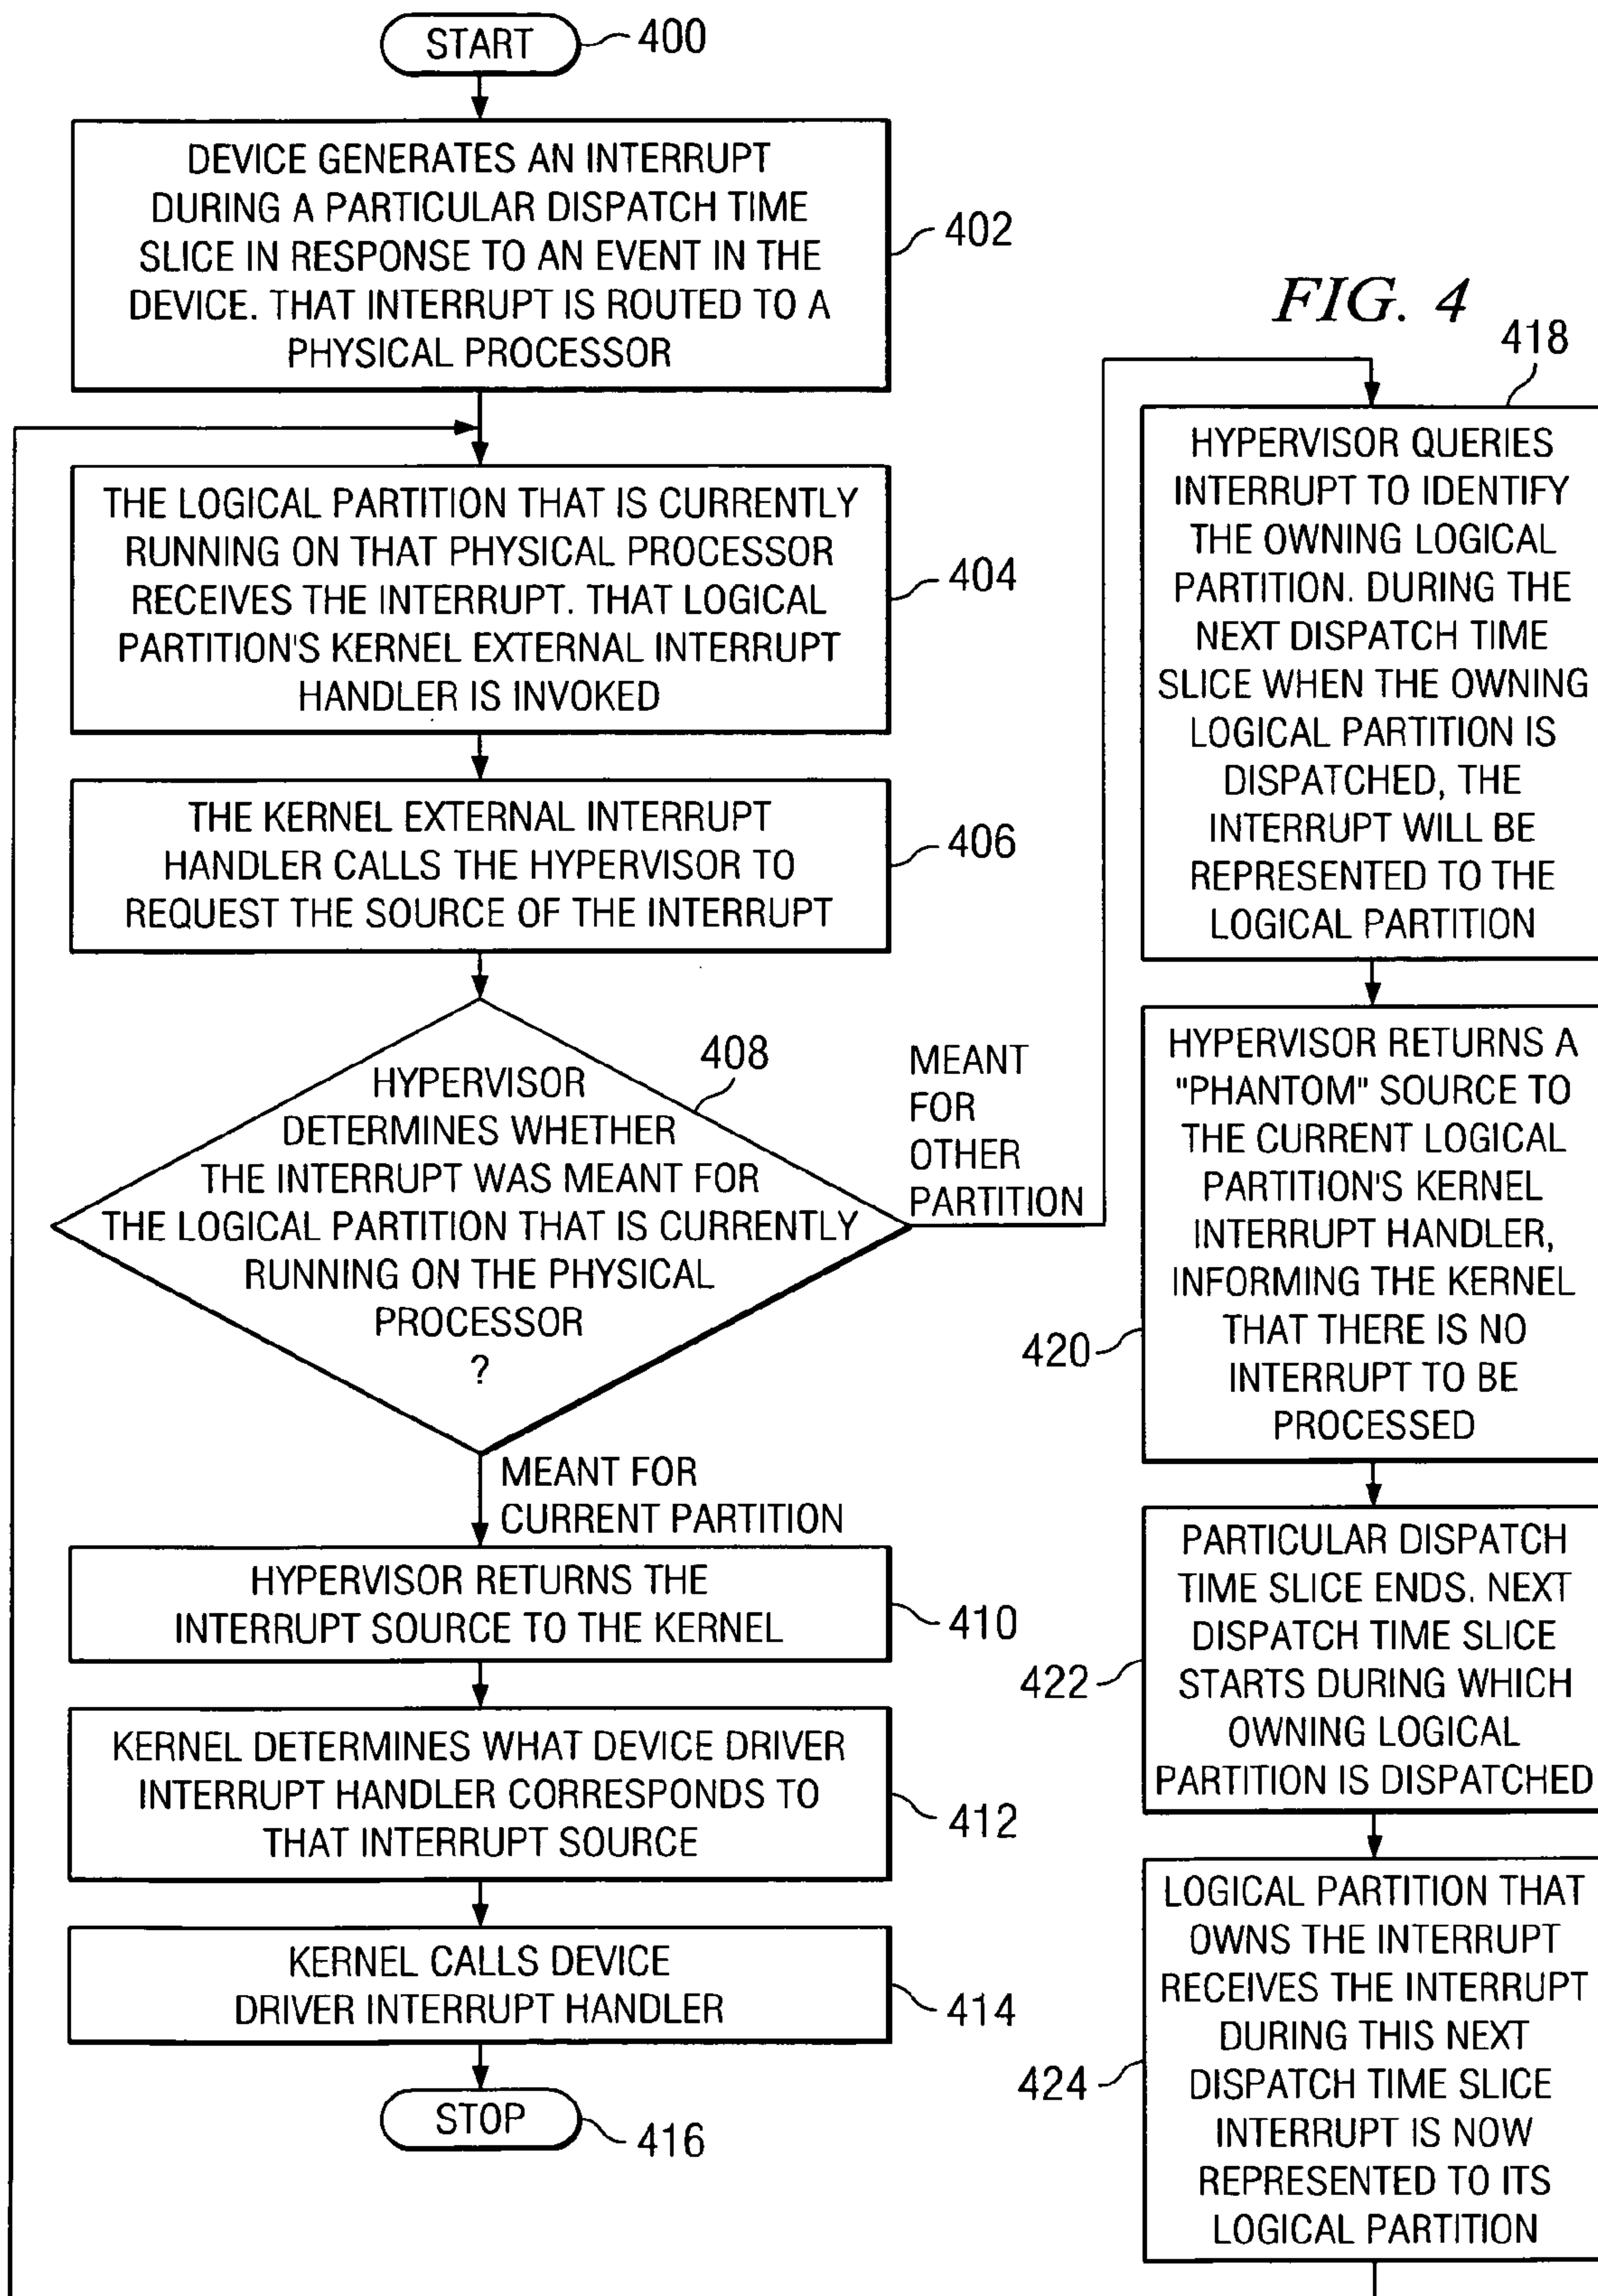 START
400
DEVICE GENERATES AN INTERRUPT
DURING A PARTICULAR DISPATCH TIME
SLICE IN RESPONSE TO AN EVENT IN THE
DEVICE. THAT INTERRUPT IS ROUTED TO A
PHYSICAL PROCESSOR
402
THE LOGICAL PARTITION THAT IS CURRENTLY
RUNNING ON THAT PHYSICAL PROCESSOR
RECEIVES THE INTERRUPT. THAT LOGICAL
PARTITION'S KERNEL EXTERNAL INTERRUPT
HANDLER IS INVOKED
404
THE KERNEL EXTERNAL INTERRUPT
HANDLER CALLS THE HYPERVISOR TO
REQUEST THE SOURCE OF THE INTERRUPT
406
408
HYPERVISOR
DETERMINES WHETHER
THE INTERRUPT WAS MEANT FOR
THE LOGICAL PARTITION THAT IS CURRENTLY
RUNNING ON THE PHYSICAL
PROCESSOR
?
MEANT
FOR
OTHER
PARTITION
MEANT FOR
CURRENT PARTITION
HYPERVISOR RETURNS THE
INTERRUPT SOURCE TO THE KERNEL
410
KERNEL DETERMINES WHAT DEVICE DRIVER
INTERRUPT HANDLER CORRESPONDS TO
THAT INTERRUPT SOURCE
412
KERNEL CALLS DEVICE
DRIVER INTERRUPT HANDLER
414
STOP
416
FIG. 4
418
HYPERVISOR QUERIES
INTERRUPT TO IDENTIFY
THE OWNING LOGICAL
PARTITION. DURING THE
NEXT DISPATCH TIME
SLICE WHEN THE OWNING
LOGICAL PARTITION IS
DISPATCHED, THE
INTERRUPT WILL BE
REPRESENTED TO THE
LOGICAL PARTITION
HYPERVISOR RETURNS A
"PHANTOM" SOURCE TO
THE CURRENT LOGICAL
PARTITION'S KERNEL
INTERRUPT HANDLER,
INFORMING THE KERNEL
THAT THERE IS NO
INTERRUPT TO BE
PROCESSED
420
PARTICULAR DISPATCH
TIME SLICE ENDS. NEXT
DISPATCH TIME SLICE
STARTS DURING WHICH
OWNING LOGICAL
PARTITION IS DISPATCHED
422
LOGICAL PARTITION THAT
OWNS THE INTERRUPT
RECEIVES THE INTERRUPT
DURING THIS NEXT
DISPATCH TIME SLICE
INTERRUPT IS NOW
REPRESENTED TO ITS
LOGICAL PARTITION
424